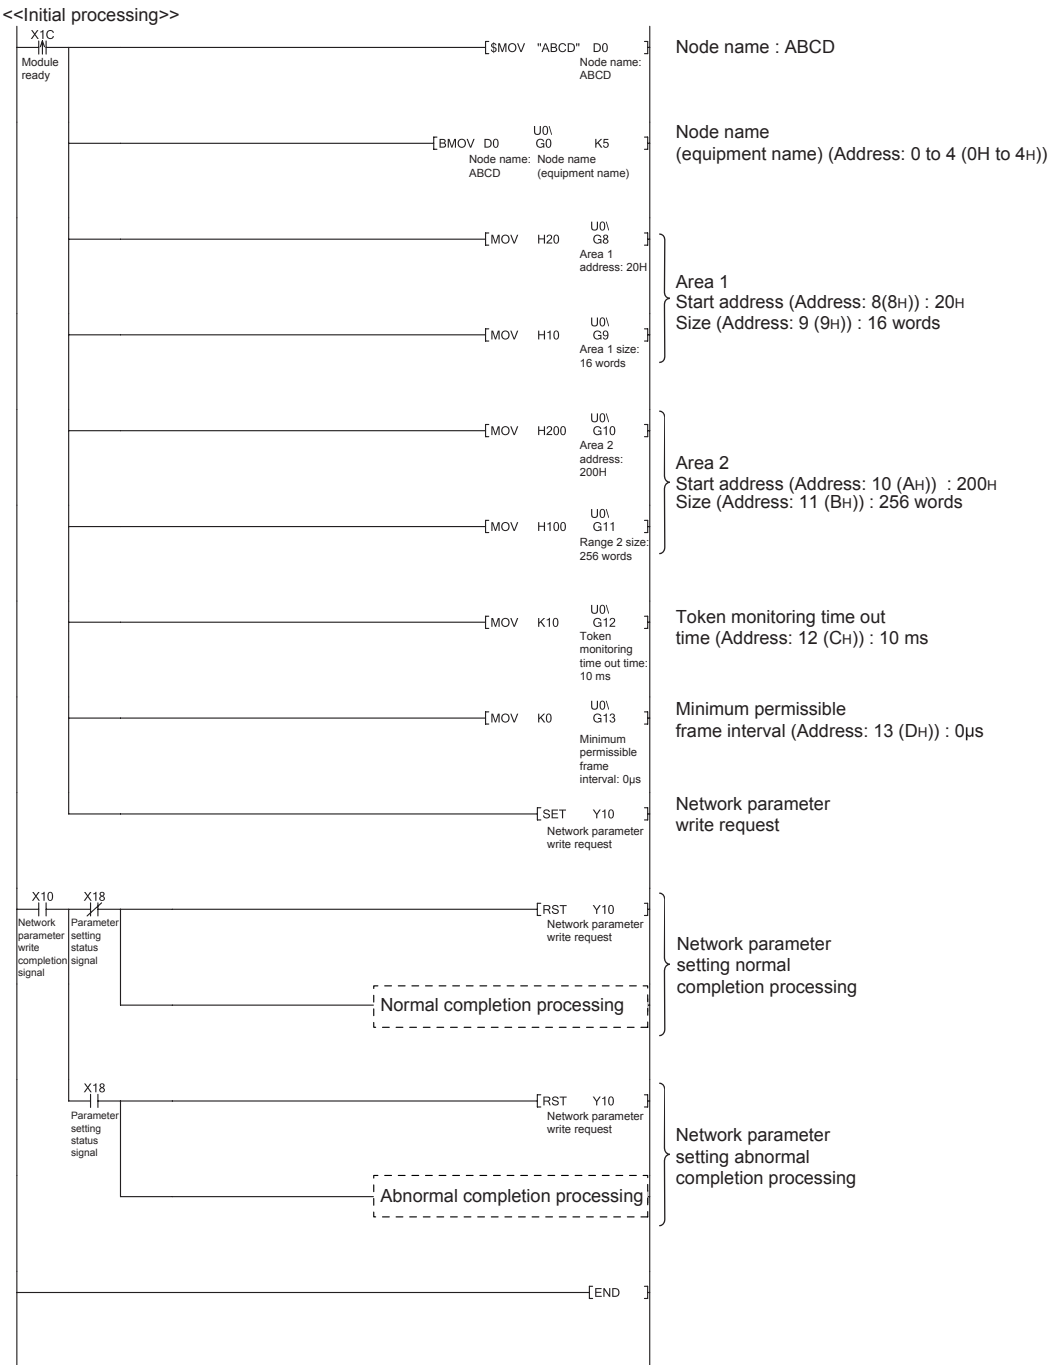 <<Initial processing>>
X1C
Module
ready
$MOV "ABCD" D0
Node name:
ABCD
Node name : ABCD
U0\
BMOV D0 G0 K5
Node name: Node name
ABCD (equipment name)
Node name
(equipment name) (Address: 0 to 4 (0H to 4H))
U0\
MOV H20 G8
Area 1
address: 20H
U0\
MOV H10 G9
Area 1 size:
16 words
Area 1
Start address (Address: 8(8H)) : 20H
Size (Address: 9 (9H)) : 16 words
U0\
MOV H200 G10
Area 2
address:
200H
U0\
MOV H100 G11
Range 2 size:
256 words
Area 2
Start address (Address: 10 (AH)) : 200H
Size (Address: 11 (BH)) : 256 words
U0\
MOV K10 G12
Token
monitoring
time out time:
10 ms
Token monitoring time out
time (Address: 12 (CH)) : 10 ms
U0\
MOV K0 G13
Minimum
permissible
frame
interval: 0µs
Minimum permissible
frame interval (Address: 13 (DH)) : 0µs
SET Y10
Network parameter
write request
Network parameter
write request
X10 X18
Network
parameter
write
completion
signal
Parameter
setting
status
signal
RST Y10
Network parameter
write request
Normal completion processing
Network parameter
setting normal
completion processing
X18
Parameter
setting
status
signal
RST Y10
Network parameter
write request
Abnormal completion processing
Network parameter
setting abnormal
completion processing
END